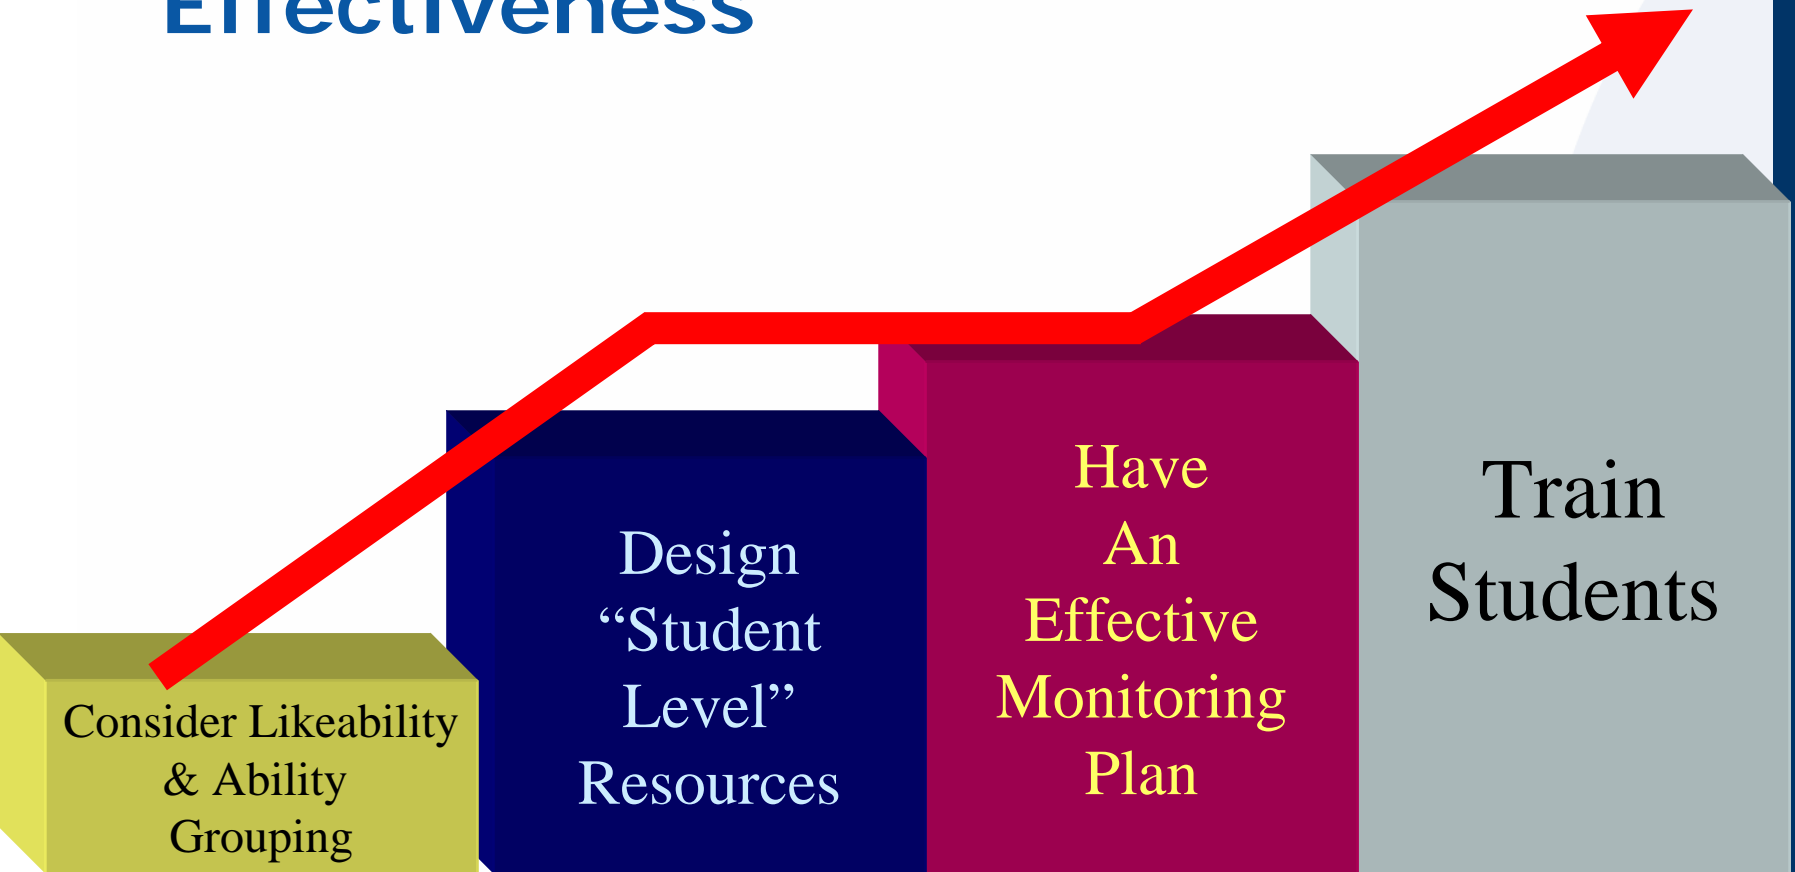 Effectiveness
Consider Likeability
& Ability
Grouping
Design
“Student
Level”
Resources
Have
An
Effective
Monitoring
Plan
Train
Students